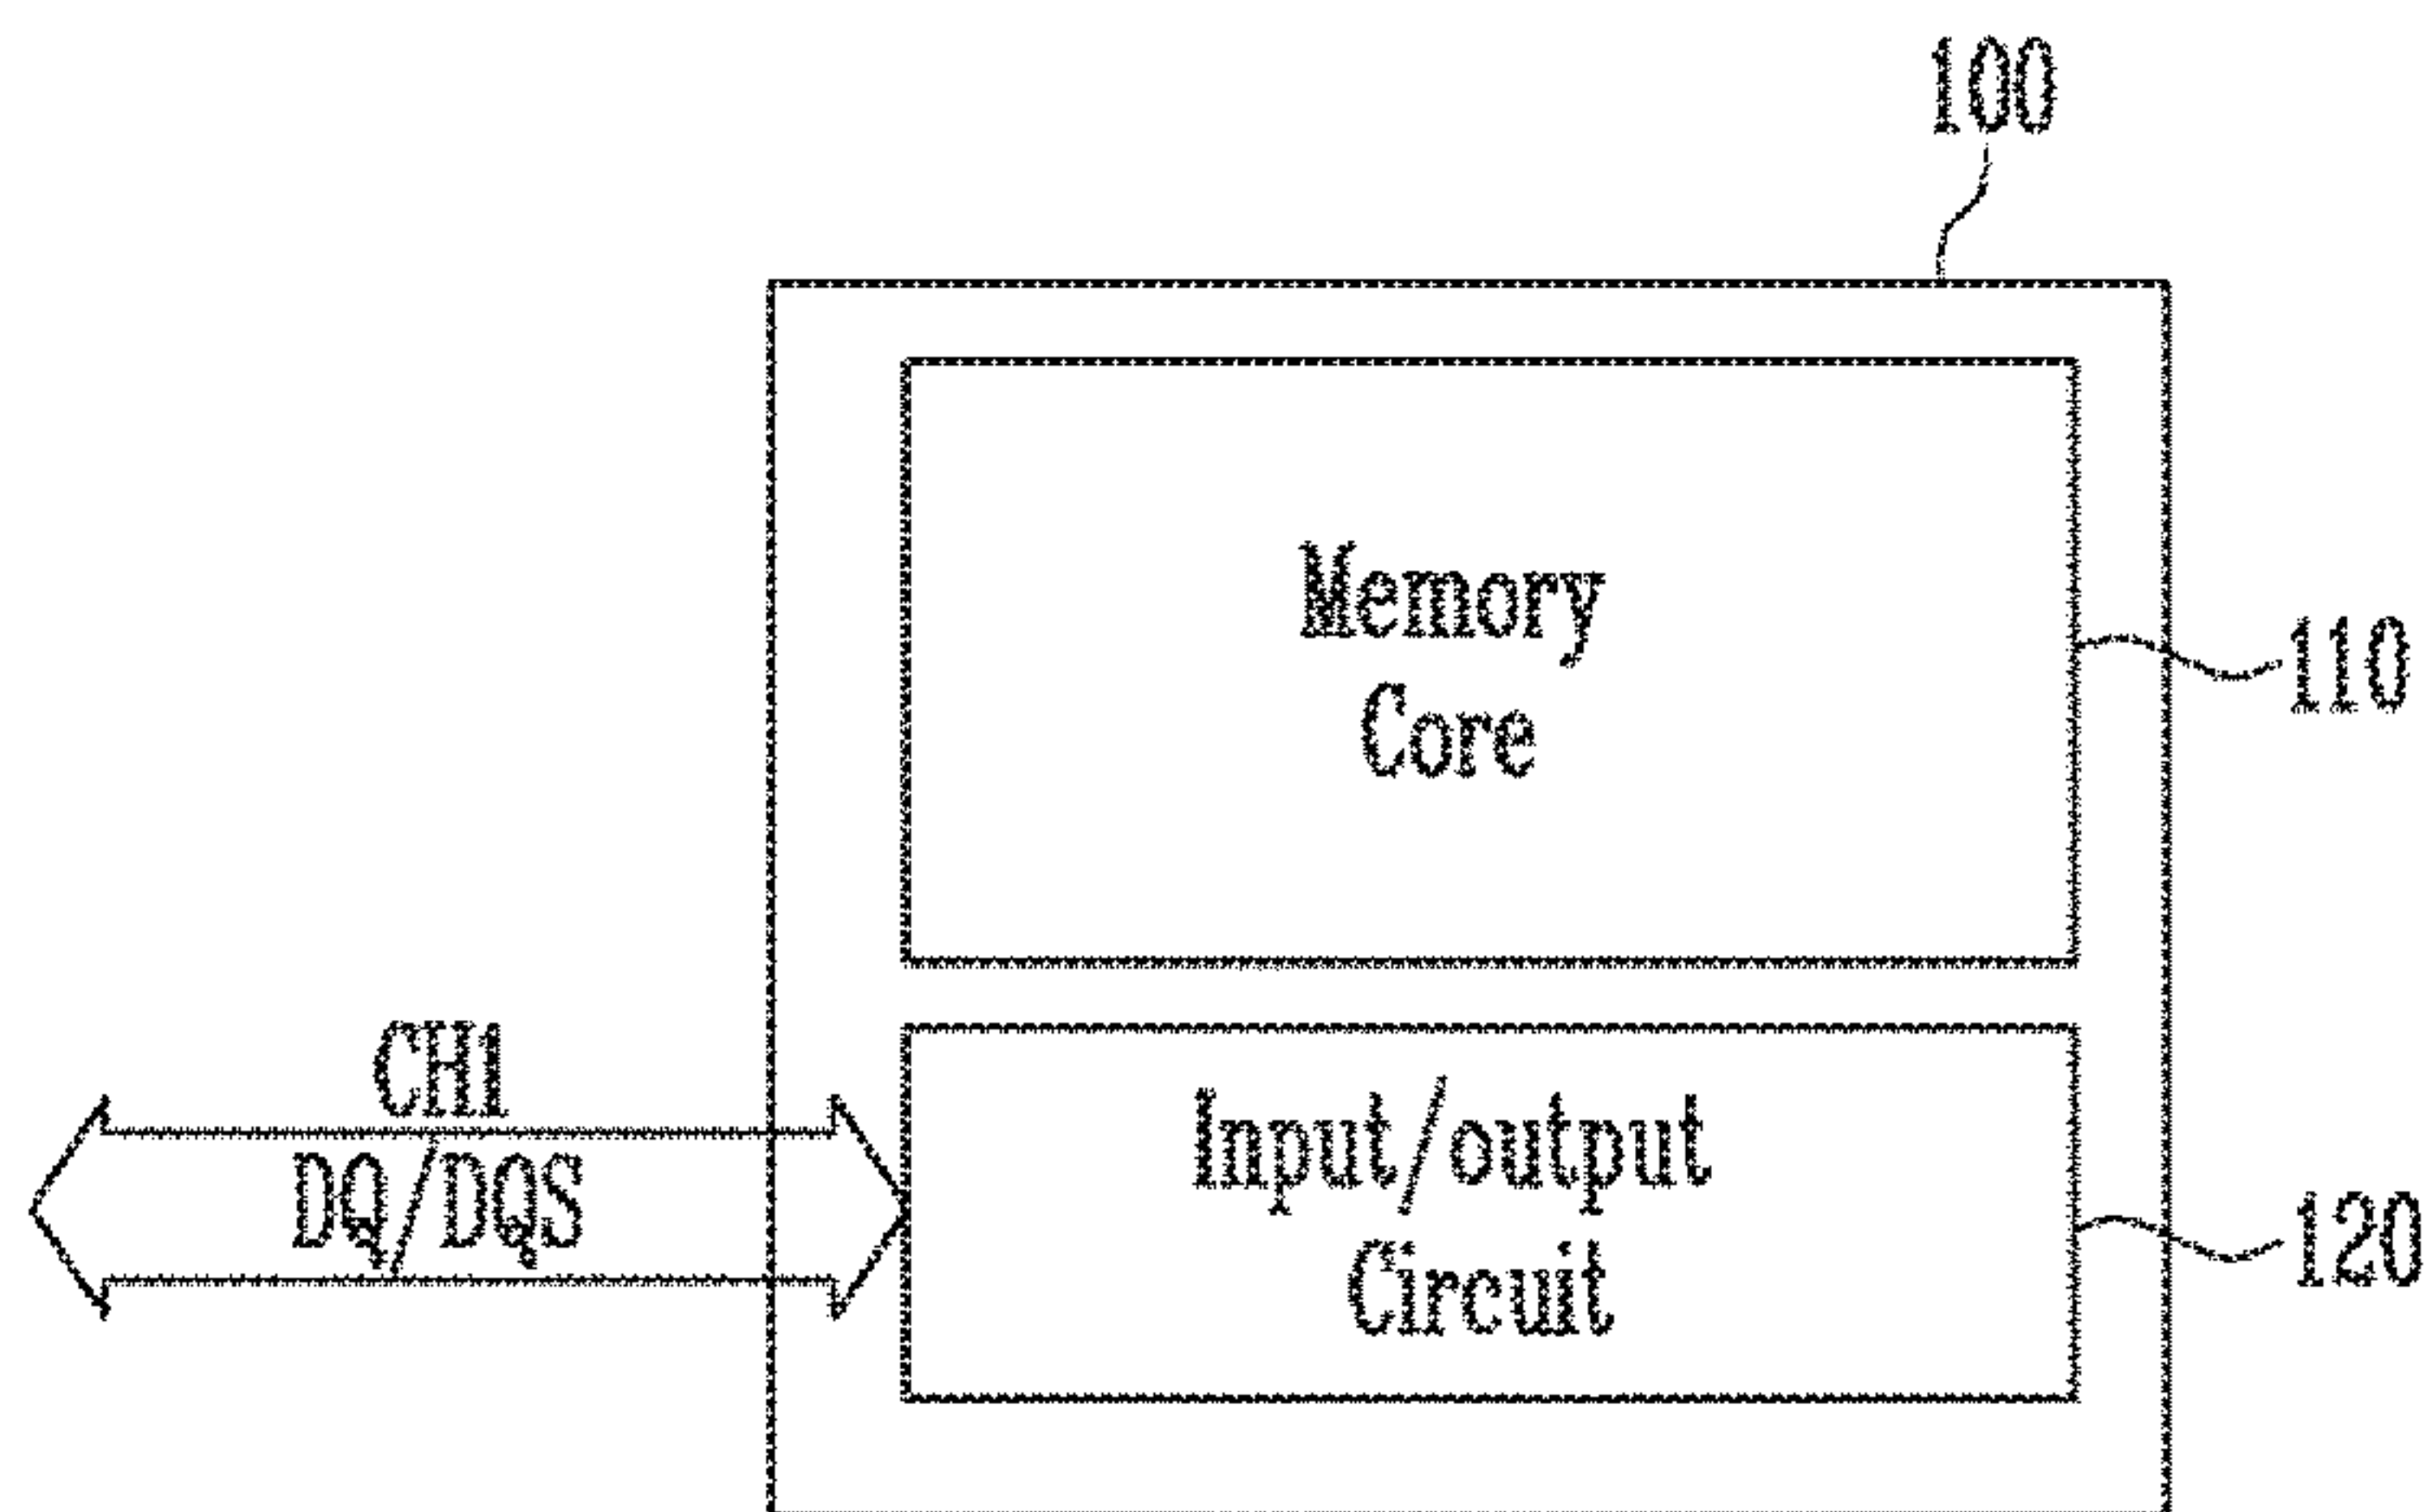 100
Memory
Core
110
CH1
DQ/DQS
Input/output
Circuit
120